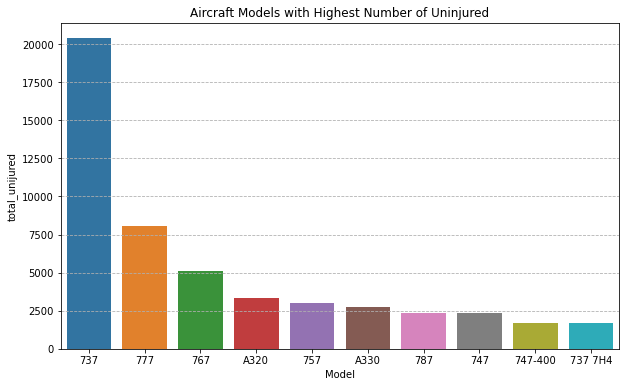 Aircraft Models with Highest Number of Uninjured
total_unijured
20000
17500
15000
12500
10000
7500
5000
2500
0
737 777 767 A320 757 A330 787 747 747-400 737 7H4
Model